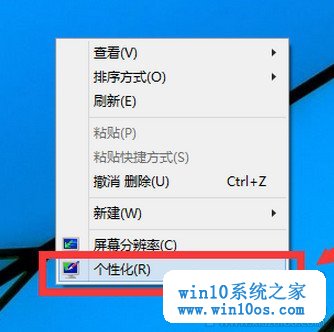 查看(V)
排序方式(O)
刷新(E)
粘贴(P)
粘贴快捷方式(S)
撤消 删除(U) Ctrl+Z
新建(W)
屏幕分辨率(C)
个性化(R)
win10系统之家
www.win10os.com